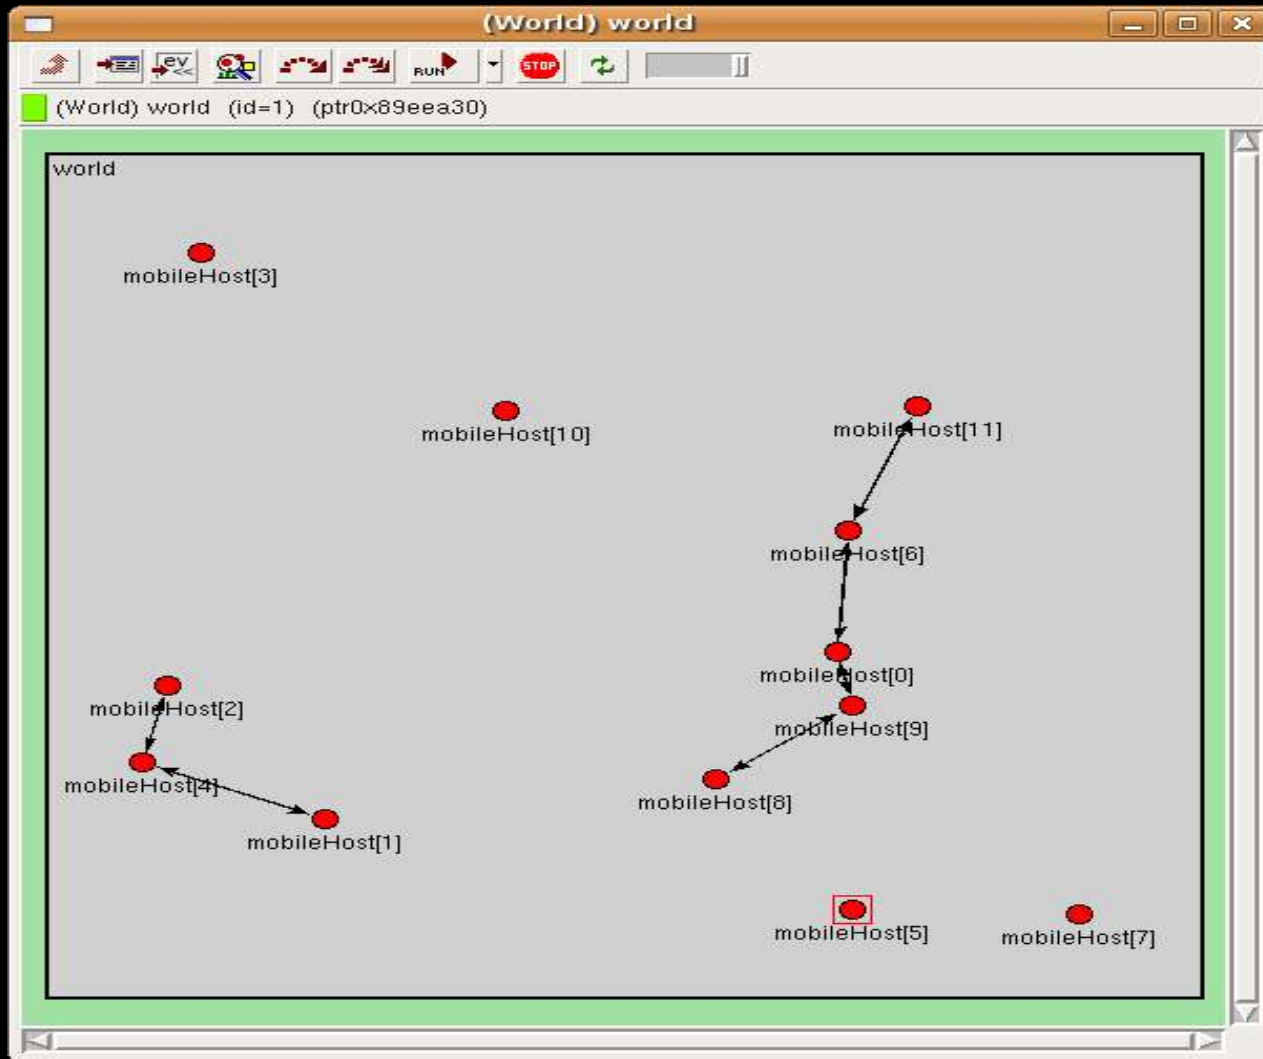 (World) world
ev
<<
RUN
STOP
(World) world (id=1) (ptr0x89eea30)
world
mobileHost[3]
mobileHost[10]
mobileHost[11]
mobileHost[6]
mobileHost[0]
mobileHost[2]
mobileHost[9]
mobileHost[4]
mobileHost[8]
mobileHost[1]
mobileHost[5]
mobileHost[7]